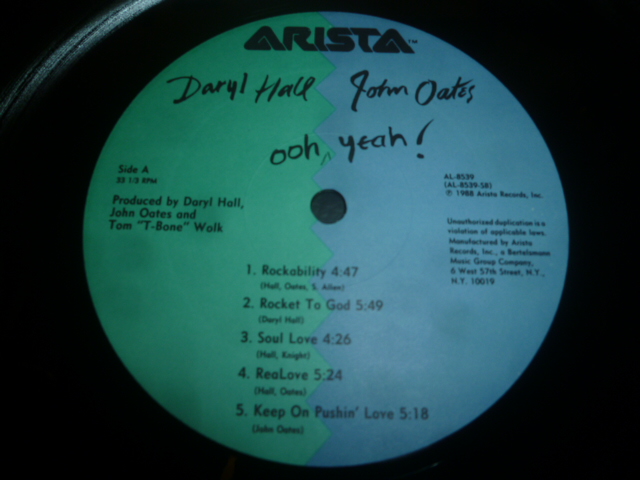 ARISTA™
Daryl Hall John Oates
ooh, yeah!
Side A
33 1/3 RPM
Produced by Daryl Hall,
John Oates and
Tom "T-Bone" Wolk
AL-8539
(AL-8539-SB)
℗ 1988 Arista Records, Inc.
Unauthorized duplication is a
violation of applicable laws.
Manufactured by Arista
Records, Inc., a Bertelsmann
Music Group Company,
6 West 57th Street, N.Y.,
N.Y. 10019
1. Rockability 4:47
(Hall, Oates, S. Allen)
2. Rocket To God 5:49
(Daryl Hall)
3. Soul Love 4:26
(Hall, Knight)
4. ReaLove 5:24
(Hall, Oates)
5. Keep On Pushin' Love 5:18
(John Oates)